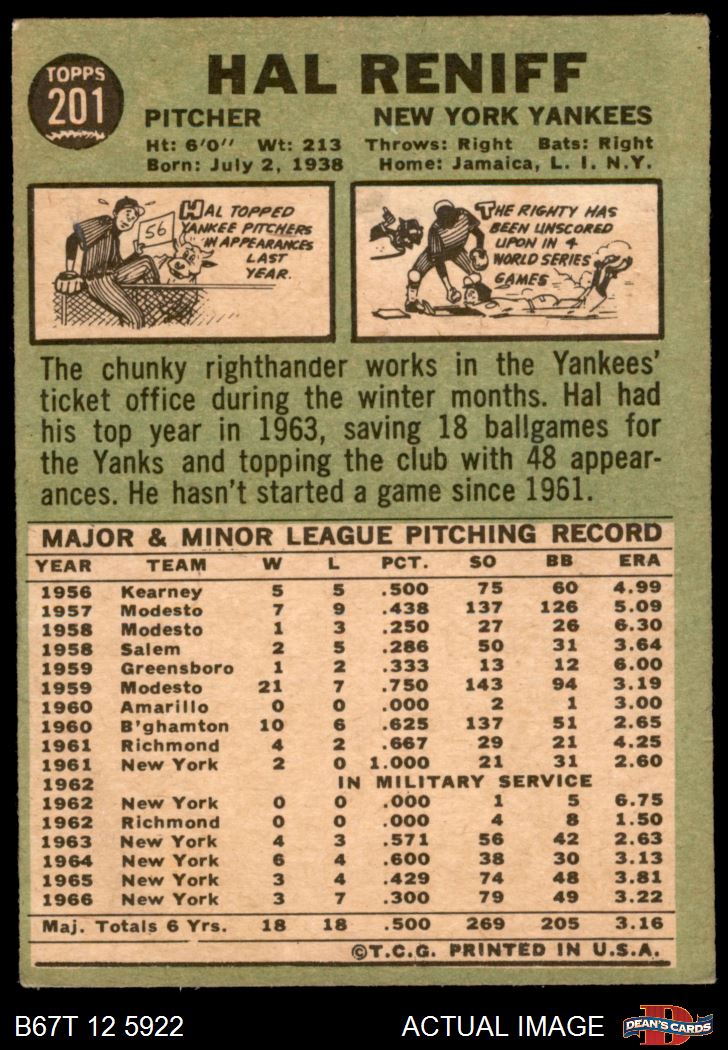 TOPPS
201
HAL RENIFF
PITCHER NEW YORK YANKEES
Ht: 6'0'' Wt: 213 Throws: Right Bats: Right
Born: July 2, 1938 Home: Jamaica, L. I. N.Y.
56
HAL TOPPED
YANKEE PITCHERS
IN APPEARANCES
LAST
YEAR.
THE RIGHTY HAS
BEEN UNSCORED
UPON IN 4
WORLD SERIES
GAMES
The chunky righthander works in the Yankees'
ticket office during the winter months. Hal had
his top year in 1963, saving 18 ballgames for
the Yanks and topping the club with 48 appear-
ances. He hasn't started a game since 1961.
MAJOR & MINOR LEAGUE PITCHING RECORD
YEAR TEAM W L PCT. SO BB ERA
1956 Kearney 5 5 .500 75 60 4.99
1957 Modesto 7 9 .438 137 126 5.09
1958 Modesto 1 3 .250 27 26 6.30
1958 Salem 2 5 .286 50 31 3.64
1959 Greensboro 1 2 .333 13 12 6.00
1959 Modesto 21 7 .750 143 94 3.19
1960 Amarillo 0 0 .000 2 1 3.00
1960 B'ghamton 10 6 .625 137 51 2.65
1961 Richmond 4 2 .667 29 21 4.25
1961 New York 2 0 1.000 21 31 2.60
1962 IN MILITARY SERVICE
1962 New York 0 0 .000 1 5 6.75
1962 Richmond 0 0 .000 4 8 1.50
1963 New York 4 3 .571 56 42 2.63
1964 New York 6 4 .600 38 30 3.13
1965 New York 3 4 .429 74 48 3.81
1966 New York 3 7 .300 79 49 3.22
Maj. Totals 6 Yrs. 18 18 .500 269 205 3.16
©T.C.G. PRINTED IN U.S.A.
B67T 12 5922 ACTUAL IMAGE
D
DEAN'S CARDS